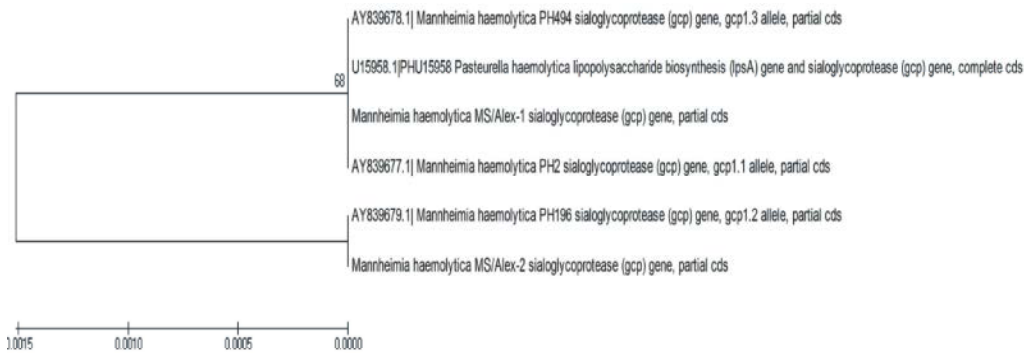 AY839678.1| Mannheimia haemolytica PH494 sialoglycoprotease (gcp) gene, gcp1.3 allele, partial cds
U15958.1|PHU15958 Pasteurella haemolytica lipopolysaccharide biosynthesis (lpsA) gene and sialoglycoprotease (gcp) gene, complete cds
68
Mannheimia haemolytica MS/Alex-1 sialoglycoprotease (gcp) gene, partial cds
AY839677.1| Mannheimia haemolytica PH2 sialoglycoprotease (gcp) gene, gcp1.1 allele, partial cds
AY839679.1| Mannheimia haemolytica PH196 sialoglycoprotease (gcp) gene, gcp1.2 allele, partial cds
Mannheimia haemolytica MS/Alex-2 sialoglycoprotease (gcp) gene, partial cds
0.0015 0.0010 0.0005 0.0000